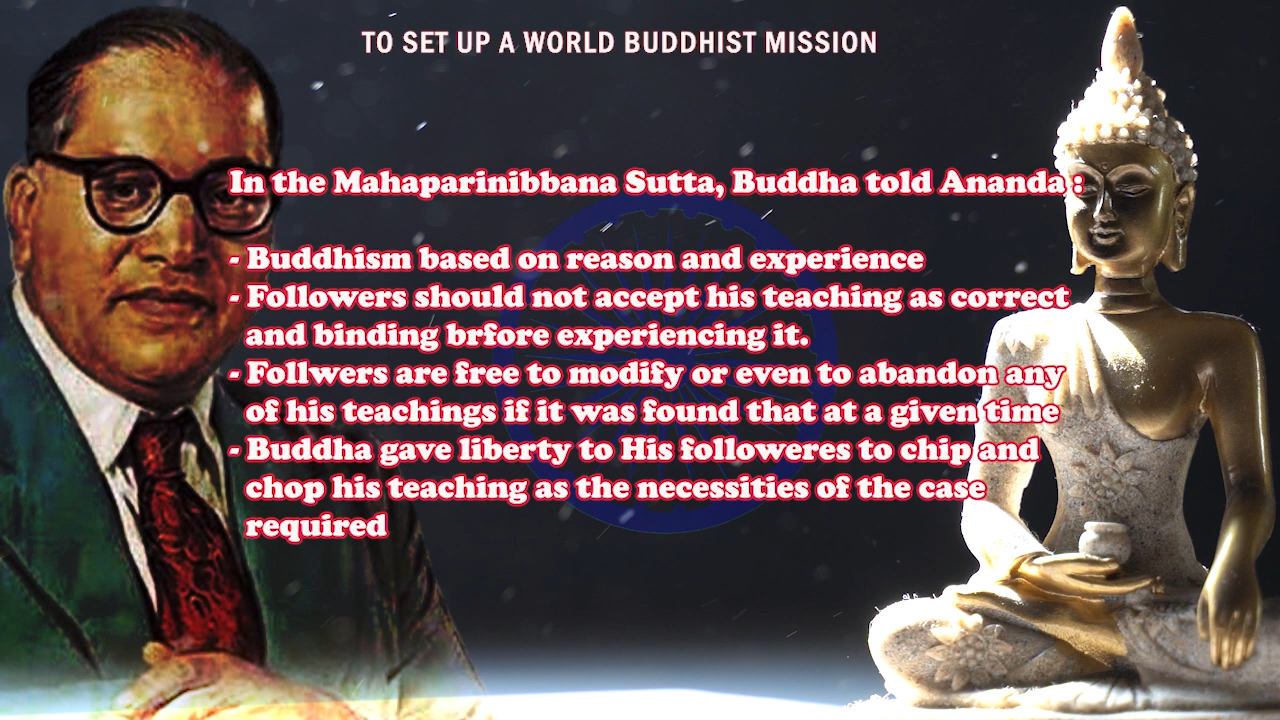 TO SET UP A WORLD BUDDHIST MISSION
In the Mahaparinibbana Sutta, Buddha told Ananda :
- Buddhism based on reason and experience
- Followers should not accept his teaching as correct
and binding brfore experiencing it.
- Follwers are free to modify or even to abandon any
of his teachings if it was found that at a given time
- Buddha gave liberty to His followeres to chip and
chop his teaching as the necessities of the case
required